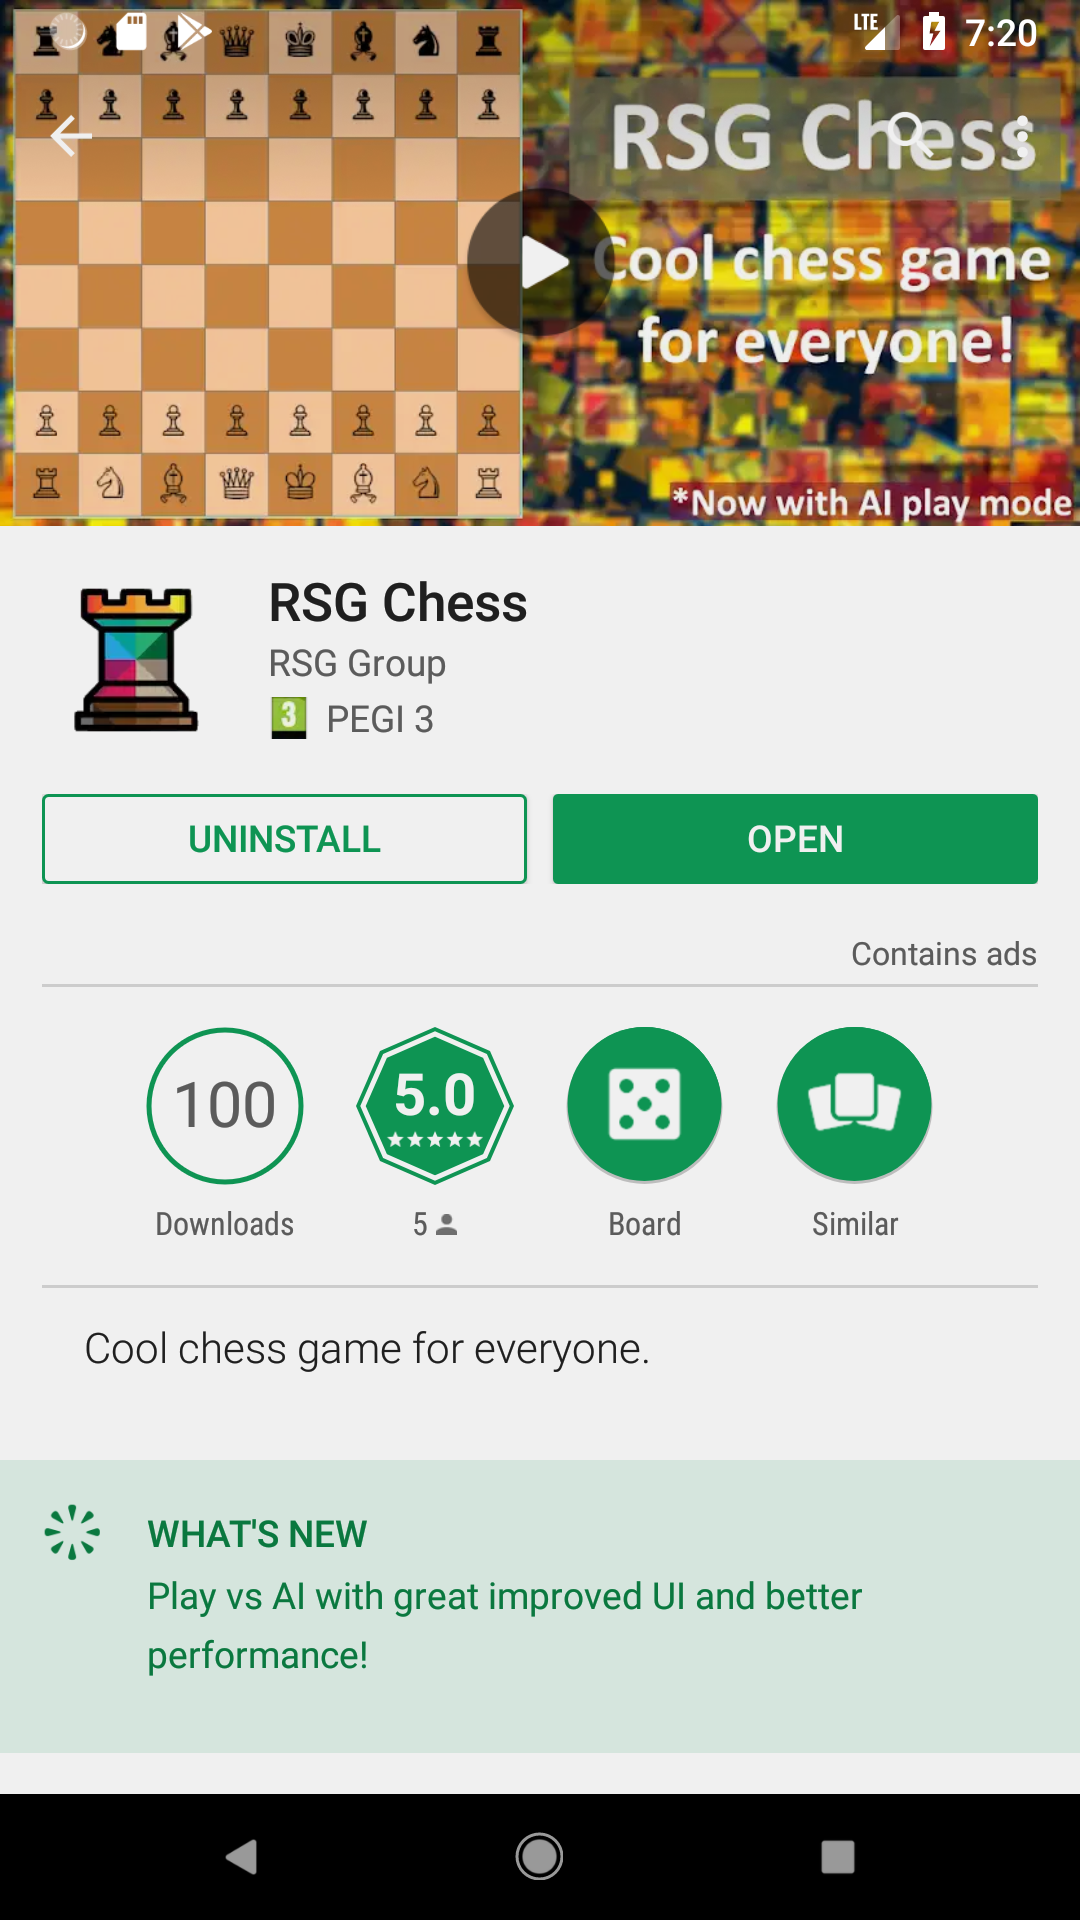 LTE 7:20
RSG Chess
Cool chess game
for everyone!
*Now with AI play mode
RSG Chess
RSG Group
3 PEGI 3
UNINSTALL
OPEN
Contains ads
100
5.0
Downloads
5
Board
Similar
Cool chess game for everyone.
WHAT'S NEW
Play vs AI with great improved UI and better
performance!